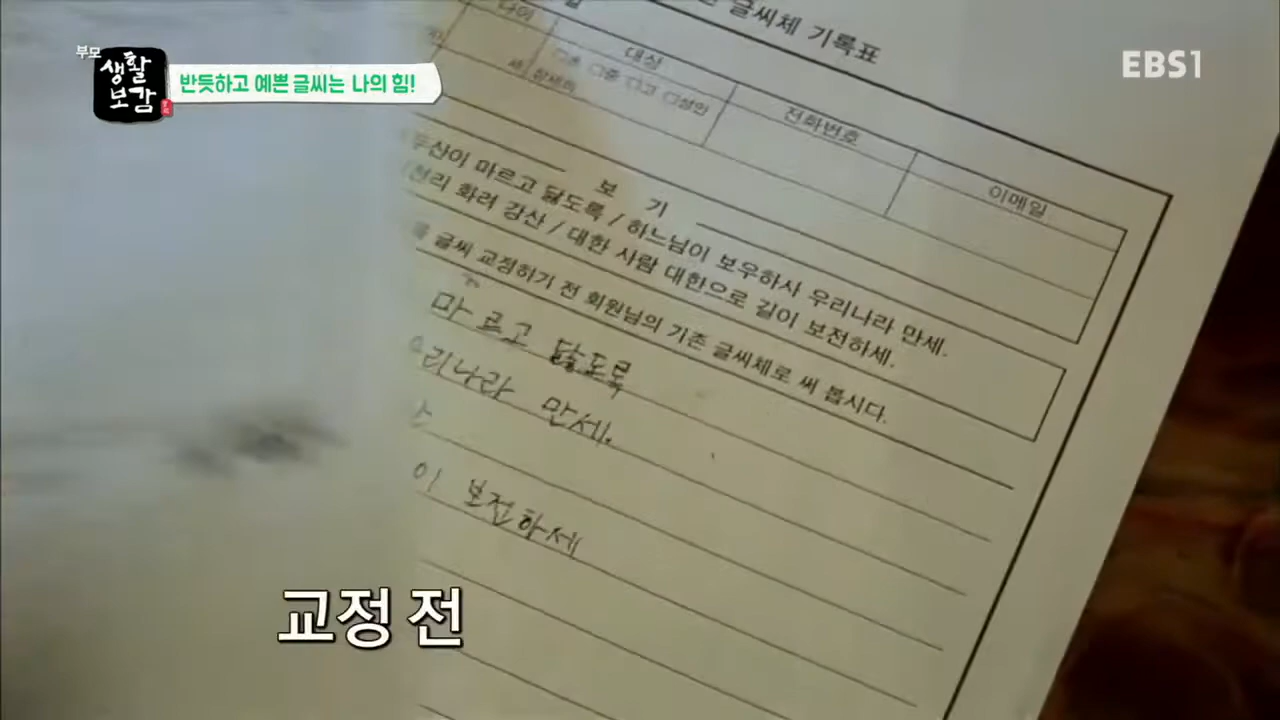 부모
생활
보감
반듯하고 예쁜 글씨는 나의 힘!
EBS1
글씨체 기록표
나이
대상
세
□중 □고 □성인
전화번호
이메일
보 기
두산이 마르고 닳도록 / 하느님이 보우하사 우리나라 만세.
천리 화려 강산 / 대한 사람 대한으로 길이 보전하세.
글씨 교정하기 전 회원님의 기존 글씨체로 써 봅시다.
마르고 닳도록
우리나라 만세.
이 보전하세
교정 전